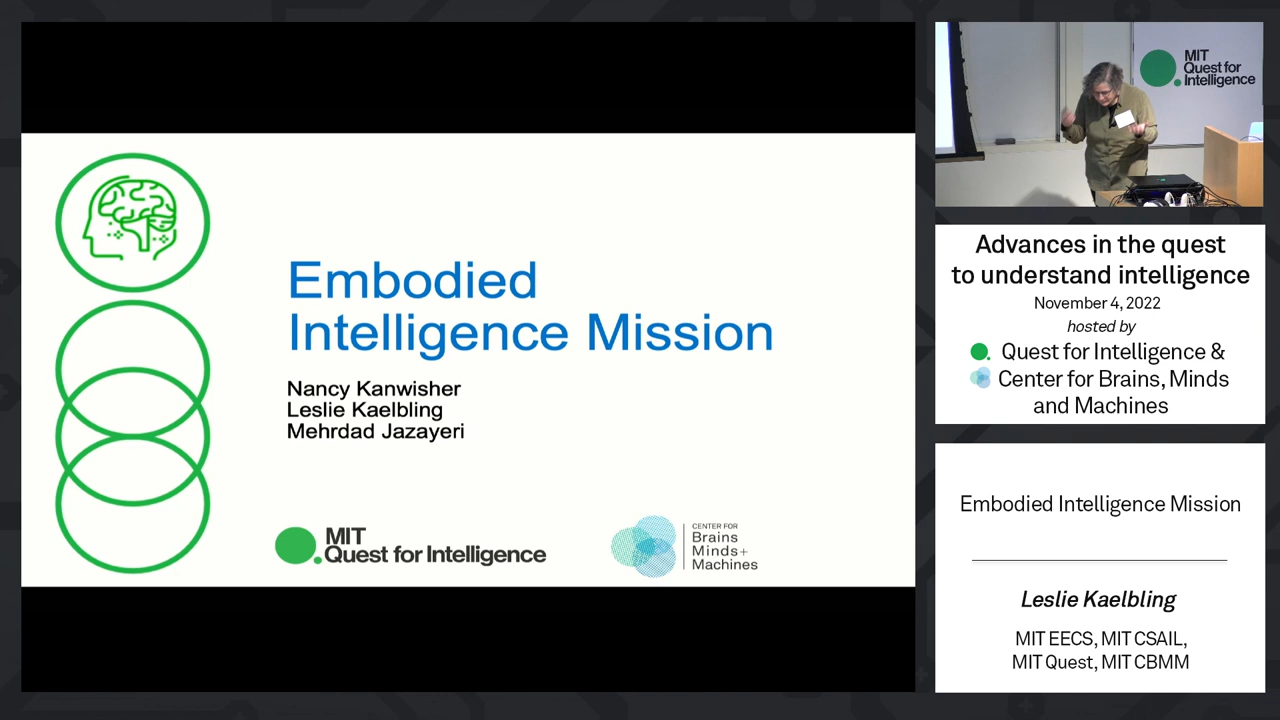 Embodied
Intelligence Mission
Nancy Kanwisher
Leslie Kaelbling
Mehrdad Jazayeri
MIT
Quest for Intelligence
CENTER FOR
Brains
Minds+
Machines
MIT
Quest for
Intelligence
Advances in the quest
to understand intelligence
November 4, 2022
hosted by
Quest for Intelligence &
Center for Brains, Minds
and Machines
Embodied Intelligence Mission
Leslie Kaelbling
MIT EECS, MIT CSAIL,
MIT Quest, MIT CBMM